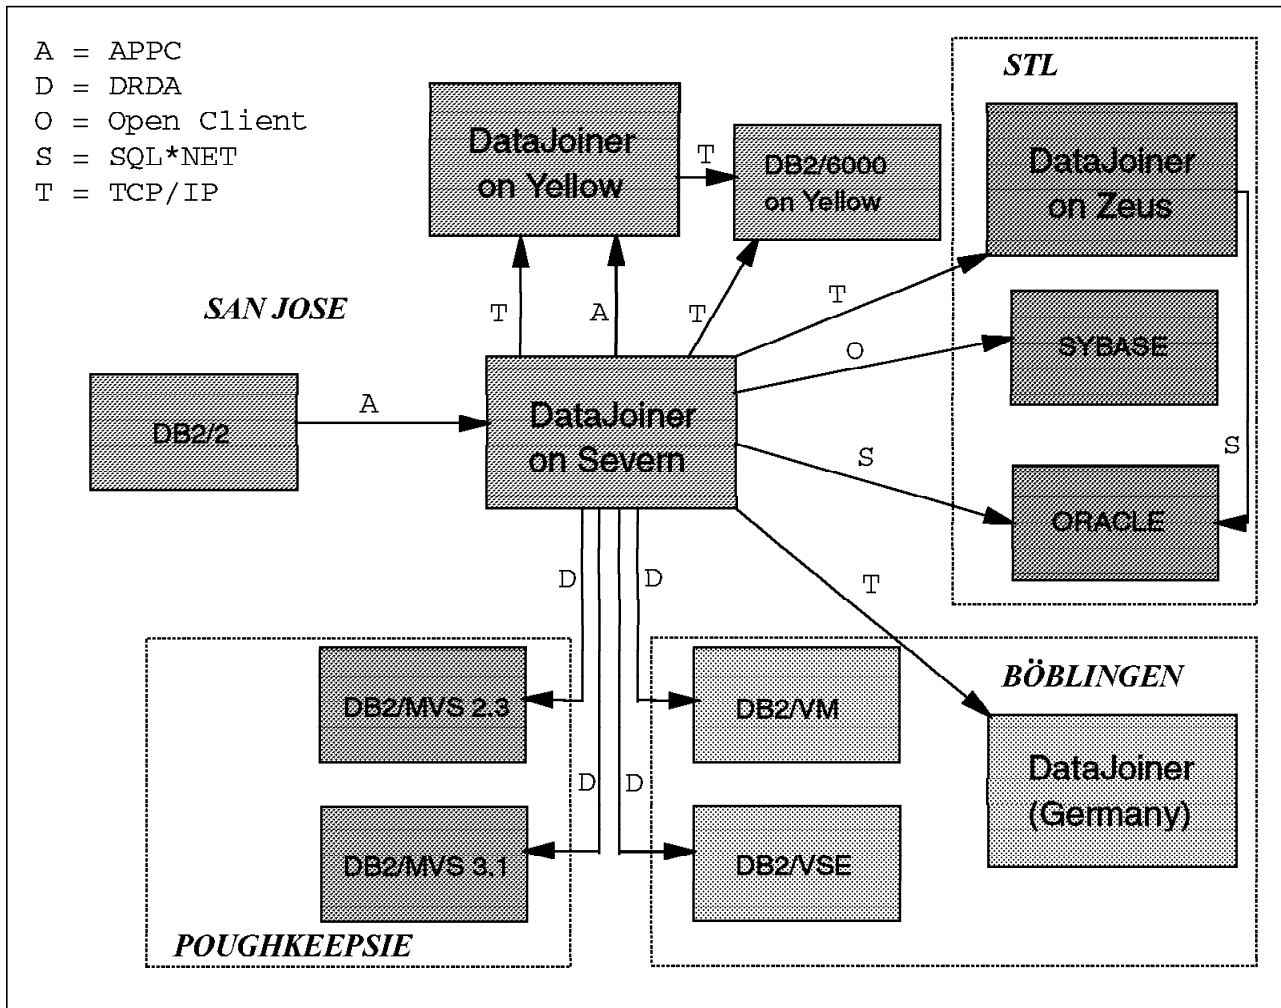 A = APPC
D = DRDA
O = Open Client
S = SQL*NET
T = TCP/IP
STL
DataJoiner
on Yellow
T
DB2/6000
on Yellow
DataJoiner
on Zeus
SAN JOSE
T
A
T
T
O
SYBASE
DB2/2
A
DataJoiner
on Severn
S
S
ORACLE
D
D
T
DB2/MVS 2.3
DB2/VM
BÖBLINGEN
D
D
DataJoiner
(Germany)
DB2/MVS 3.1
DB2/VSE
POUGHKEEPSIE